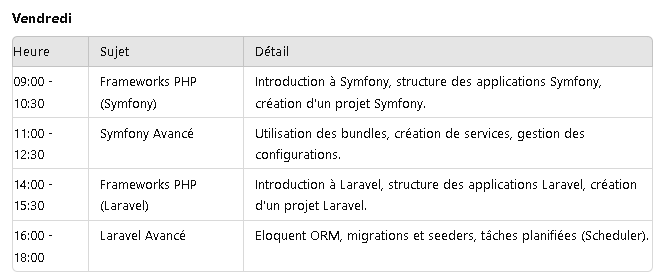 Vendredi
Heure Sujet Détail
09:00 - Frameworks PHP Introduction à Symfony, structure des applications Symfony,
10:30 (Symfony) création d'un projet Symfony.
11:00 - Symfony Avancé Utilisation des bundles, création de services, gestion des
12:30 configurations.
14:00 - Frameworks PHP Introduction à Laravel, structure des applications Laravel, création
15:30 (Laravel) d'un projet Laravel.
16:00 - Laravel Avancé Eloquent ORM, migrations et seeders, tâches planifiées (Scheduler).
18:00